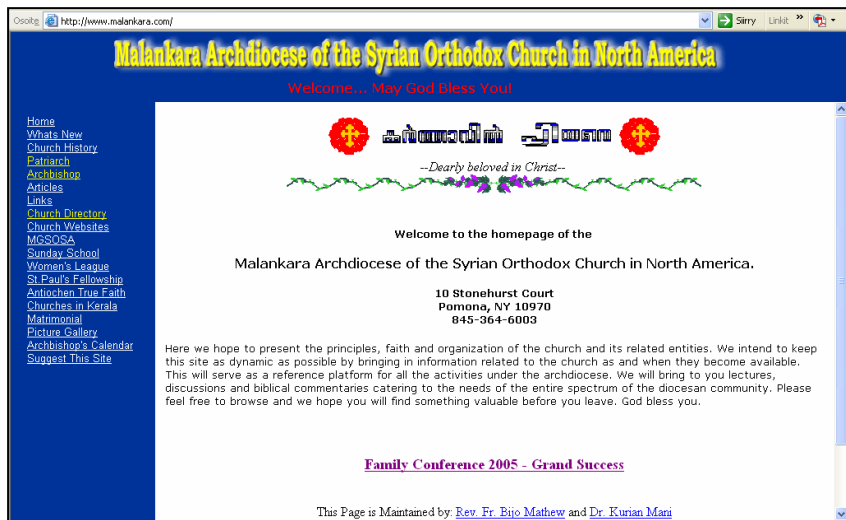 Osoite http://www.malankara.com/ Siirry Linkit »
Malankara Archdiocese of the Syrian Orthodox Church in North America
Welcome... May God Bless You!
Home
Whats New
Church History
Patriarch
Archbishop
Articles
Links
Church Directory
Church Websites
MGSOSA
Sunday School
Women's League
St.Paul's Fellowship
Antiochen True Faith
Churches in Kerala
Matrimonial
Picture Gallery
Archbishop's Calendar
Suggest This Site
കർത്താവിൽ പ്രിയരെ
--Dearly beloved in Christ--
Welcome to the homepage of the
Malankara Archdiocese of the Syrian Orthodox Church in North America.
10 Stonehurst Court
Pomona, NY 10970
845-364-6003
Here we hope to present the principles, faith and organization of the church and its related entities. We intend to keep
this site as dynamic as possible by bringing in information related to the church as and when they become available.
This will serve as a reference platform for all the activities under the archdiocese. We will bring to you lectures,
discussions and biblical commentaries catering to the needs of the entire spectrum of the diocesan community. Please
feel free to browse and we hope you will find something valuable before you leave. God bless you.
Family Conference 2005 - Grand Success
This Page is Maintained by: Rev. Fr. Bijo Mathew and Dr. Kurian Mani